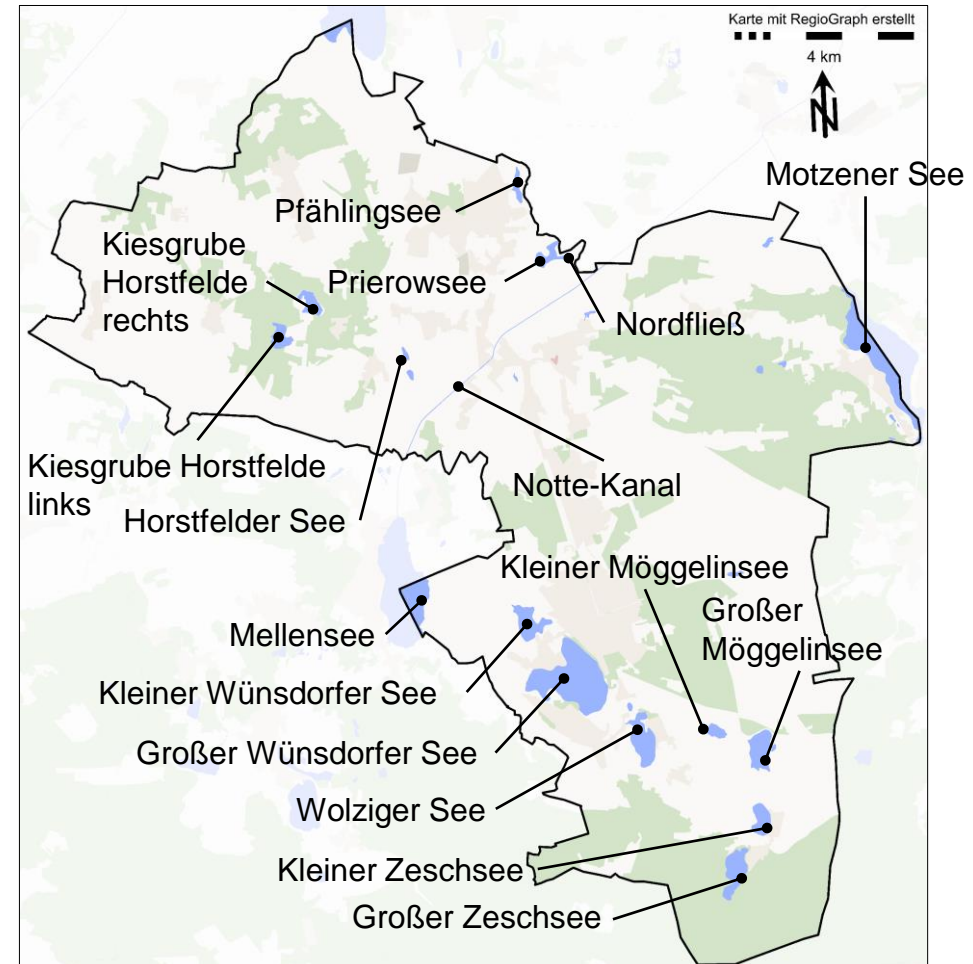 Karte mit RegioGraph erstellt
4 km
N
Motzener See
Pfählingsee
Kiesgrube
Horstfelde
rechts
Prierowsee
Nordfließ
Kiesgrube Horstfelde
links
Notte-Kanal
Horstfelder See
Kleiner Möggelinsee
Großer
Möggelinsee
Mellensee
Kleiner Wünsdorfer See
Großer Wünsdorfer See
Wolziger See
Kleiner Zeschsee
Großer Zeschsee